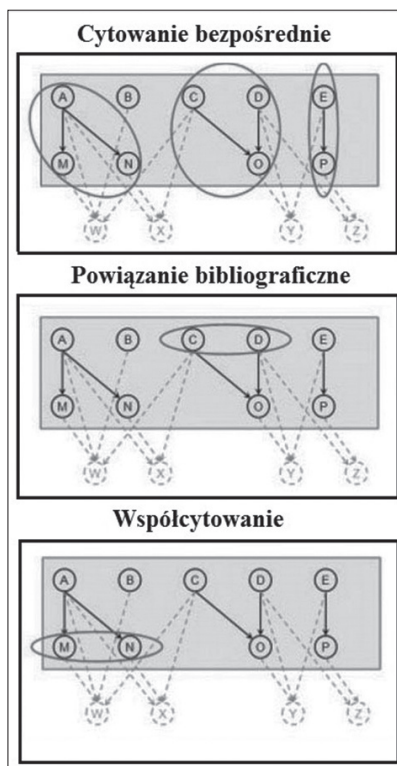 Cytowanie bezpośrednie
A B C D E
M N O P
W X Y Z
Powiązanie bibliograficzne
A B C D E
M N O P
W X Y Z
Współcytowanie
A B C D E
M N O P
W X Y Z